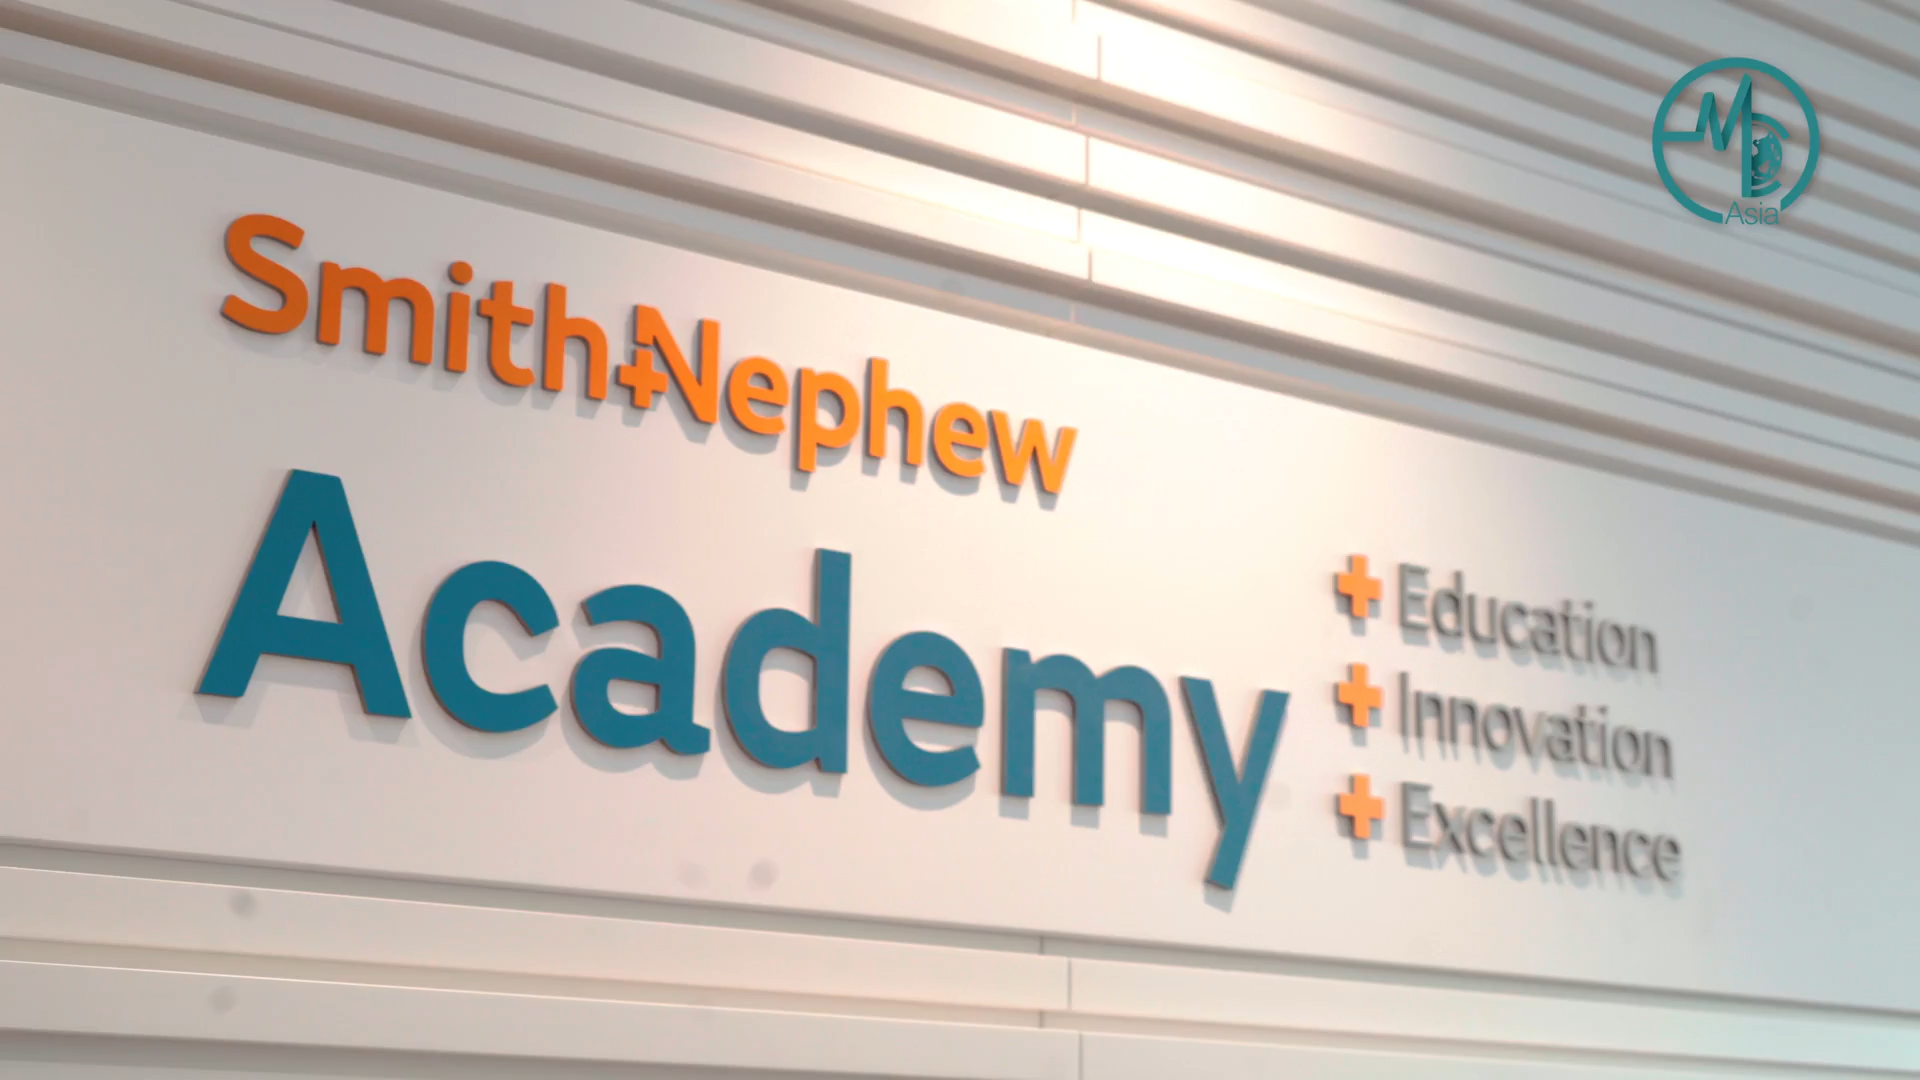 Smith+Nephew
Academy
+ Education
+ Innovation
+ Excellence
Asia